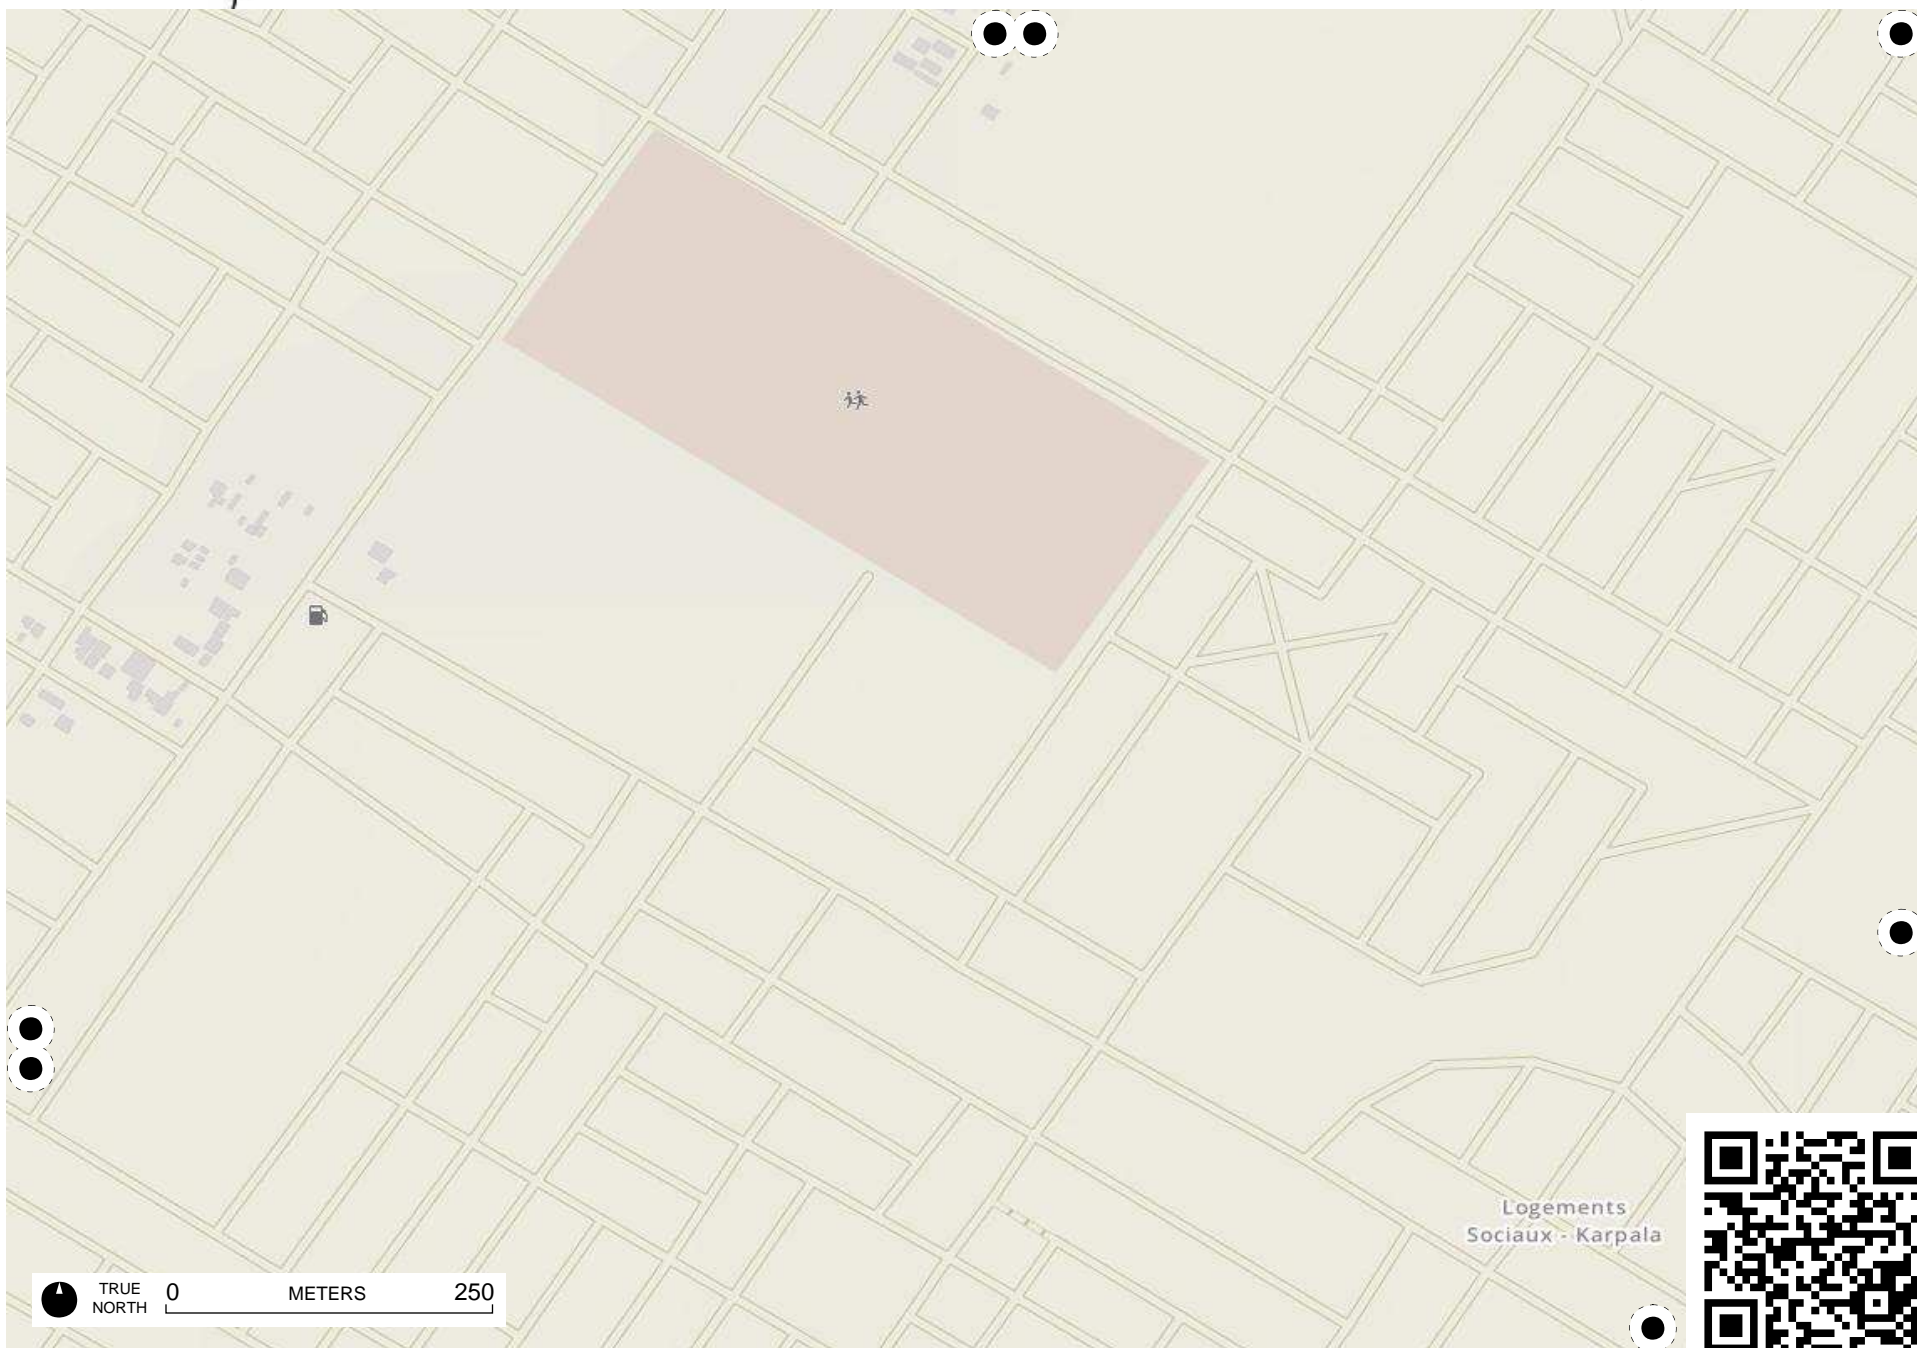 Logements
Sociaux - Karpala
TRUE
NORTH
0 METERS 250